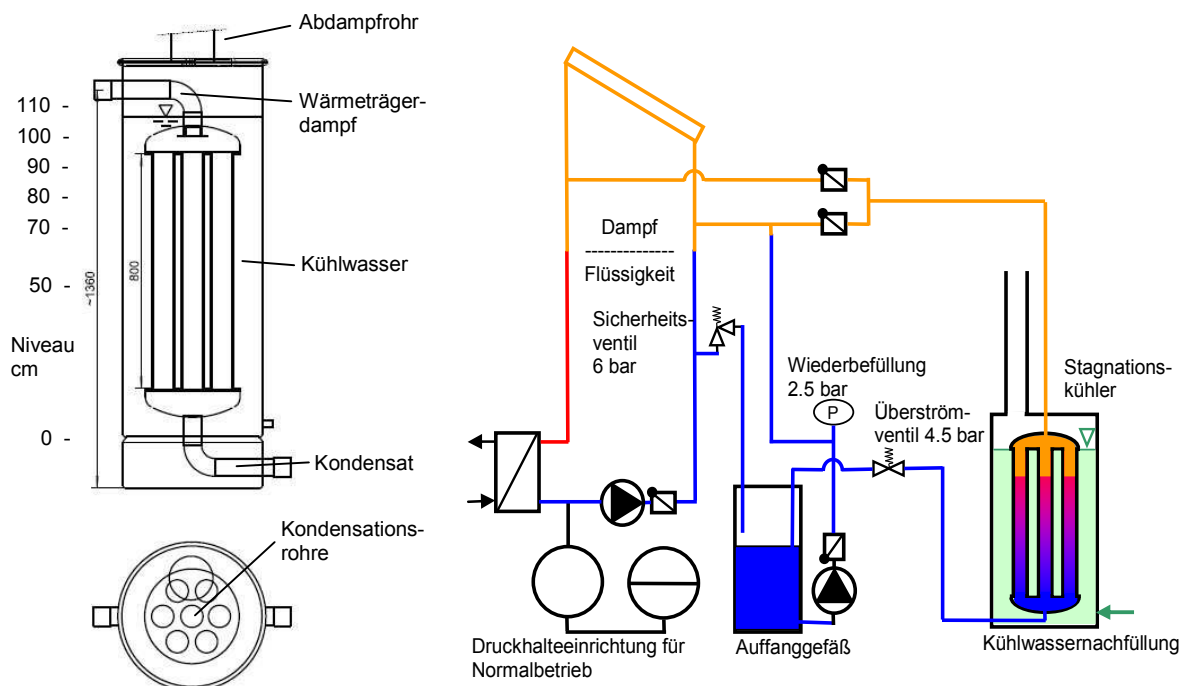 Abdampfrohr
Wärmeträger-
dampf
110 -
100 -
90 -
80 -
70 -
50 -
Niveau
cm
0 -
~1360
800
Kühlwasser
Kondensat
Kondensations-
rohre
Dampf
Flüssigkeit
Sicherheits-
ventil
6 bar
Wiederbefüllung
2.5 bar
P
Überström-
ventil 4.5 bar
Stagnations-
kühler
Druckhalteeinrichtung für
Normalbetrieb
Auffanggefäß
Kühlwassernachfüllung